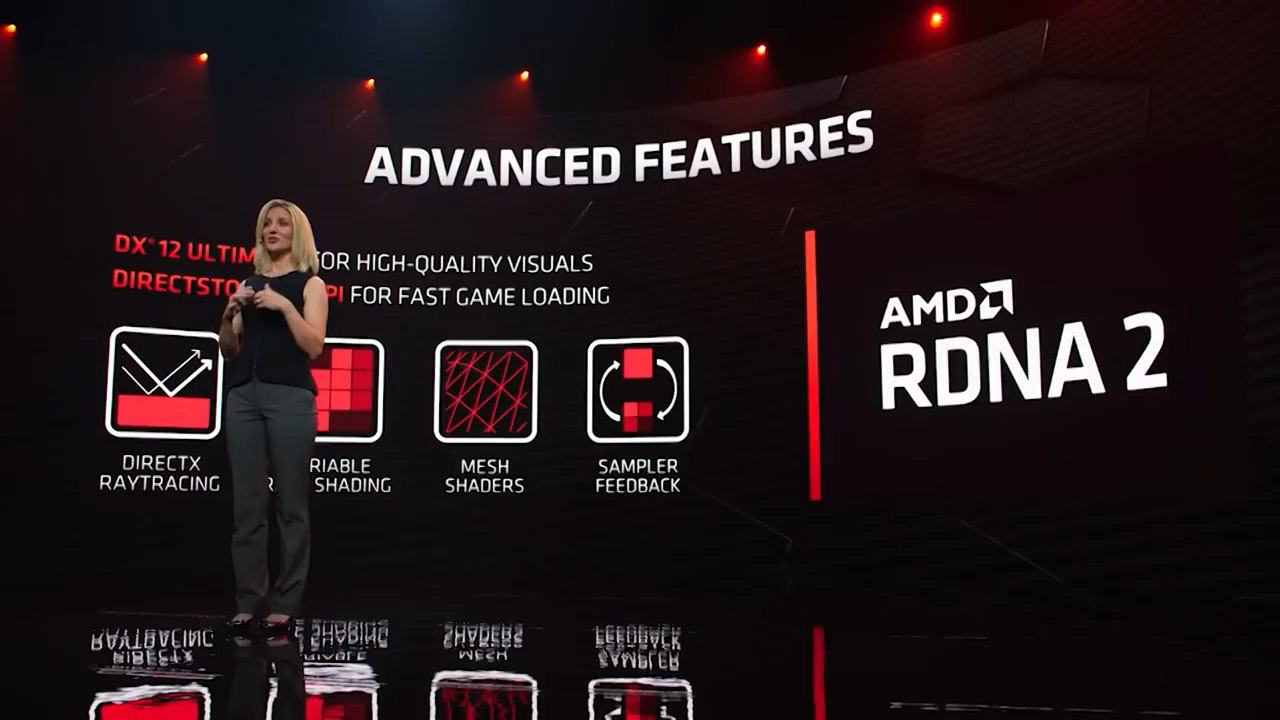 ADVANCED FEATURES
DX® 12 ULTIM FOR HIGH-QUALITY VISUALS
DIRECTSTO PI FOR FAST GAME LOADING
DIRECTX
RAYTRACING
RIABLE
R SHADING
MESH
SHADERS
SAMPLER
FEEDBACK
AMD
RDNA 2